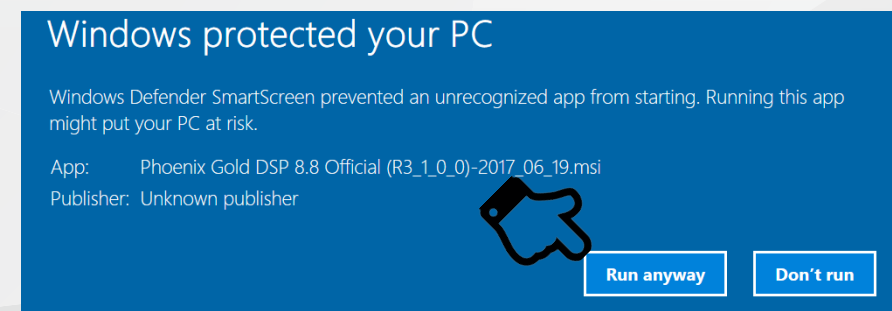 Windows protected your PC
Windows Defender SmartScreen prevented an unrecognized app from starting. Running this app
might put your PC at risk.
App: Phoenix Gold DSP 8.8 Official (R3_1_0_0)-2017_06_19.msi
Publisher: Unknown publisher
Run anyway Don't run